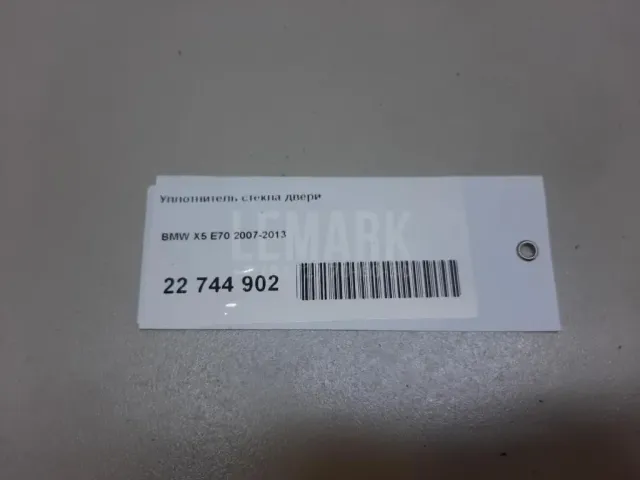 Уплотнитель стекла двери
LEMARK
BMW X5 E70 2007-2013
22 744 902